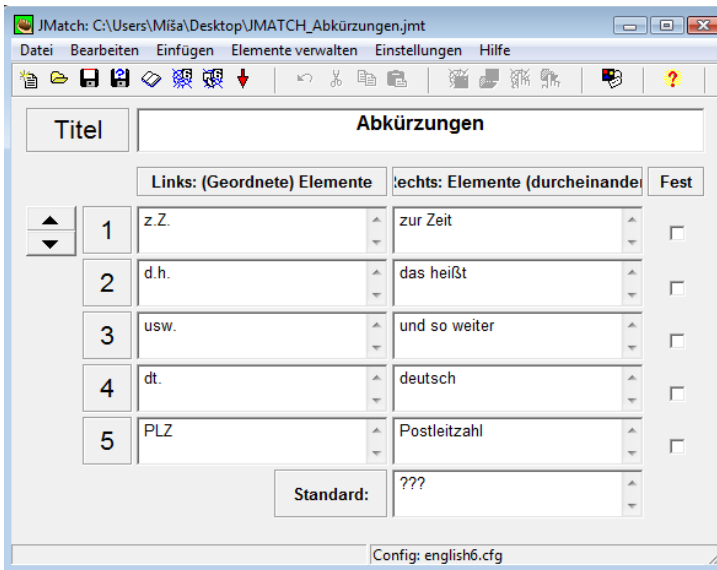 JMatch: C:\Users\Míša\Desktop\JMATCH_Abkürzungen.jmt
Datei Bearbeiten Einfügen Elemente verwalten Einstellungen Hilfe
Titel Abkürzungen
Links: (Geordnete) Elemente Rechts: Elemente (durcheinander Fest
1 z.Z. zur Zeit
2 d.h. das heißt
3 usw. und so weiter
4 dt. deutsch
5 PLZ Postleitzahl
Standard: ???
Config: english6.cfg